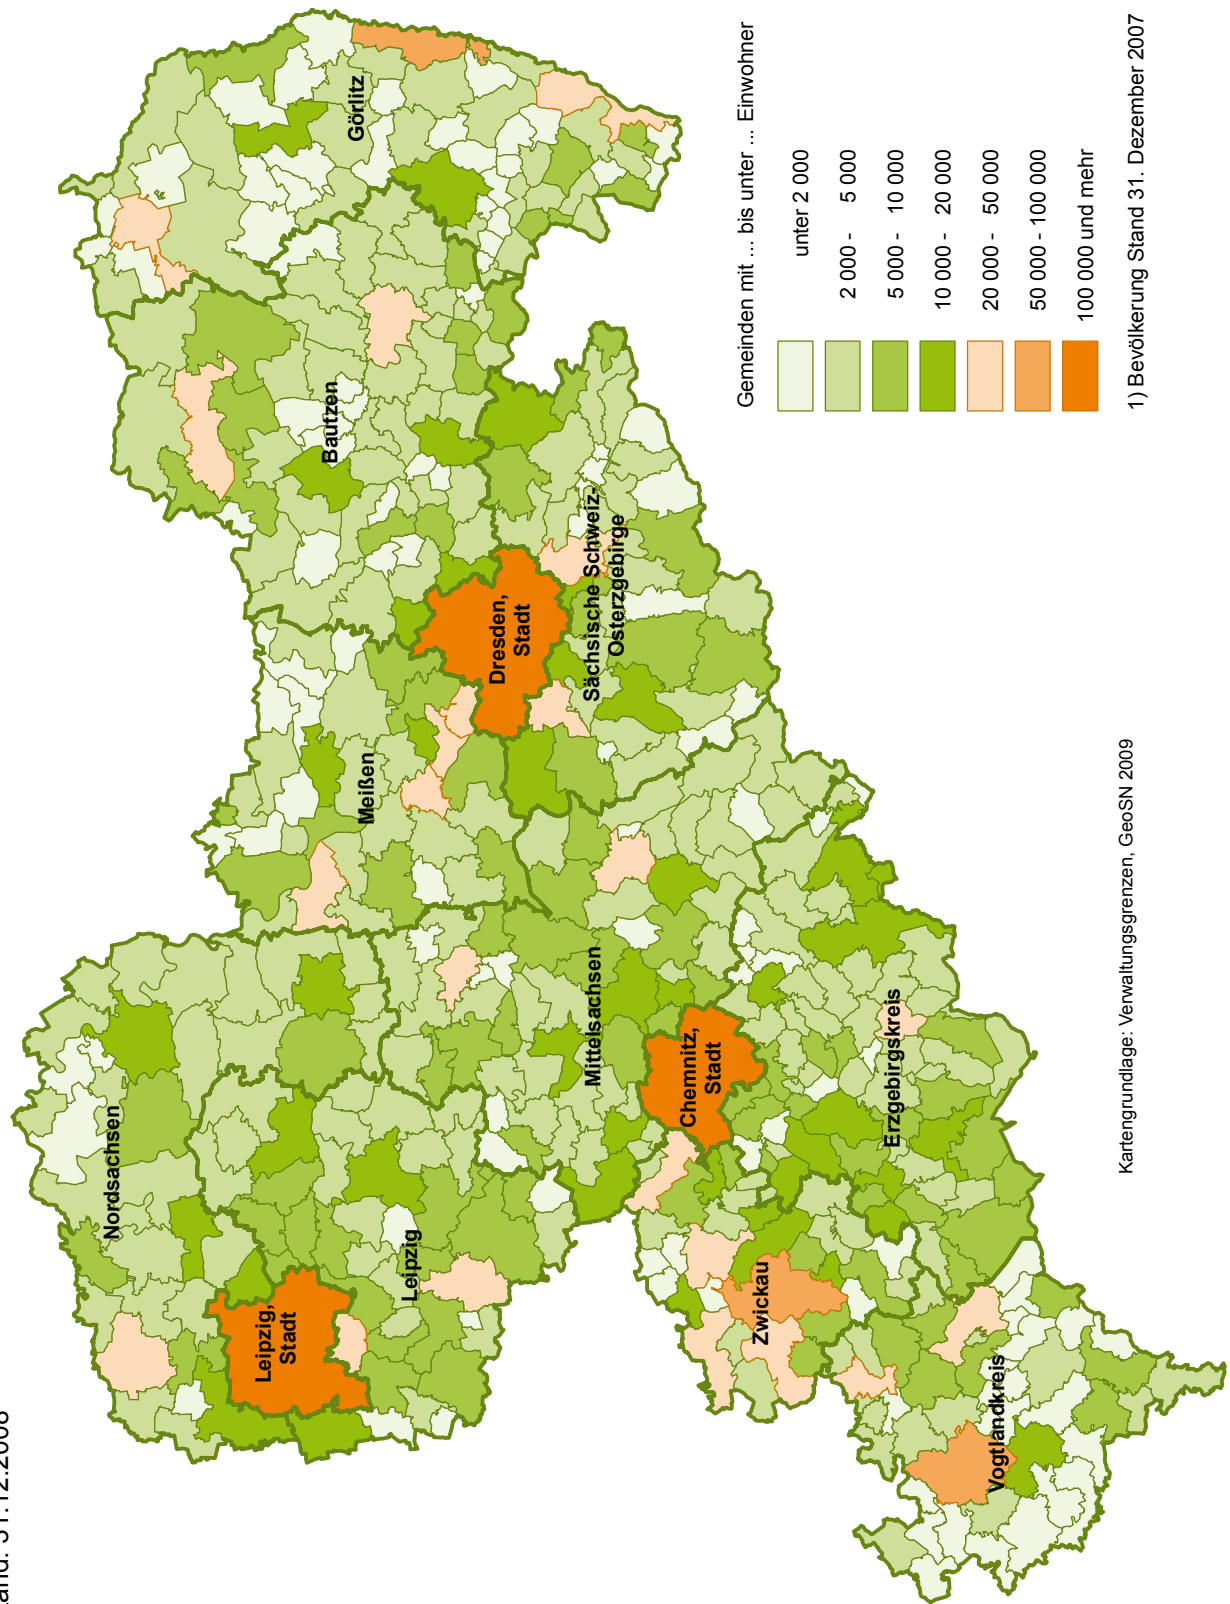 31.12.2008
Nordsachsen
Leipzig,
Stadt
Leipzig
Meißen
Bautzen
Görlitz
Dresden,
Stadt
Sächsische Schweiz-
Osterzgebirge
Mittelsachsen
Chemnitz,
Stadt
Zwickau
Erzgebirgskreis
Vogtlandkreis
Gemeinden mit ... bis unter ... Einwohner
unter 2 000
2 000 - 5 000
5 000 - 10 000
10 000 - 20 000
20 000 - 50 000
50 000 - 100 000
100 000 und mehr
1) Bevölkerung Stand 31. Dezember 2007
Kartengrundlage: Verwaltungsgrenzen, GeoSN 2009